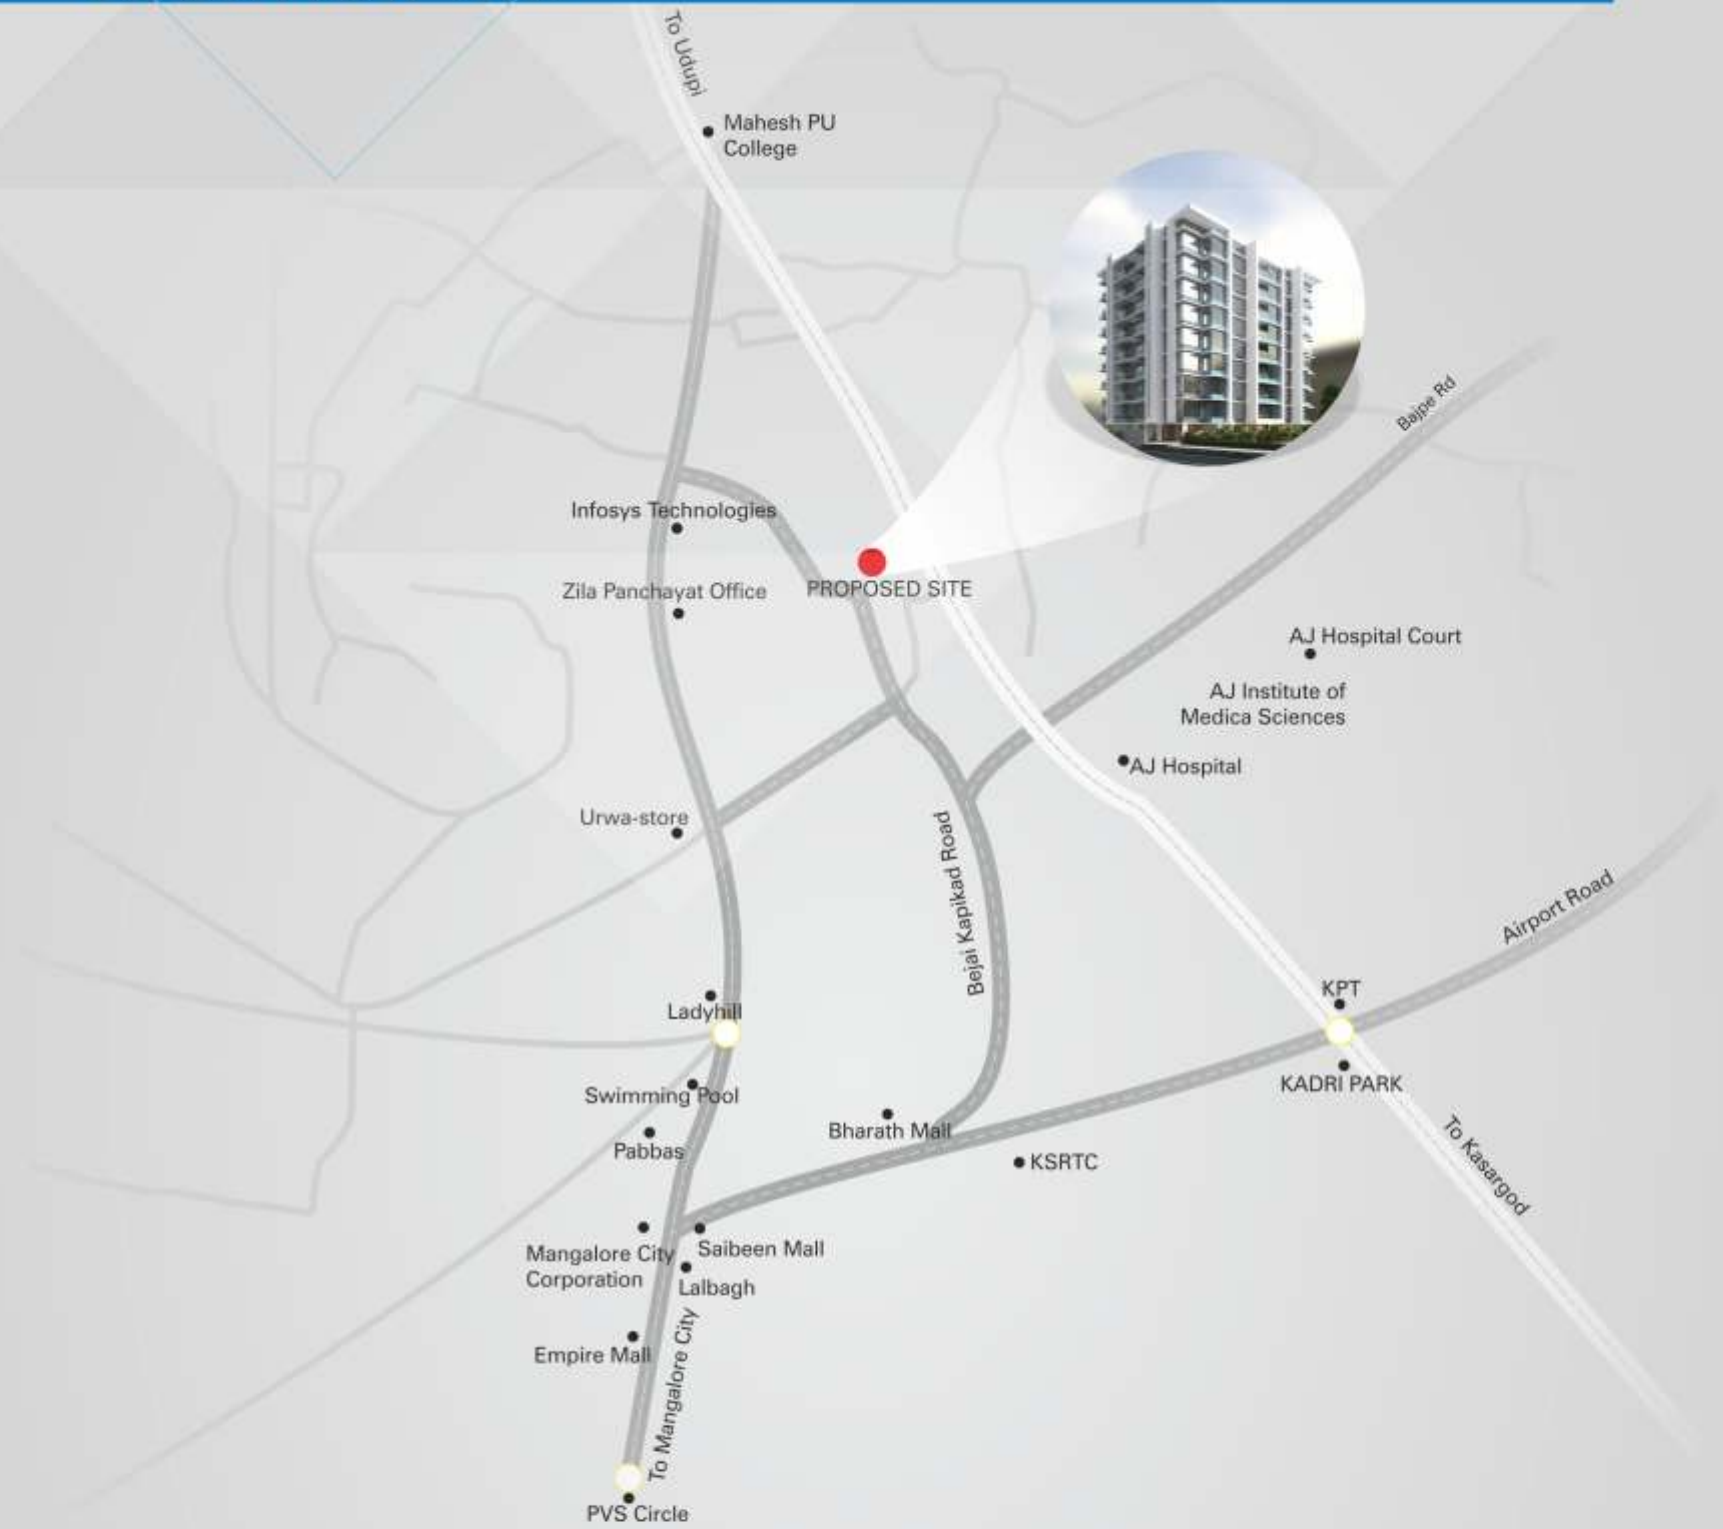 To Udupi
Mahesh PU
College
Bajpe Rd
Infosys Technologies
Zila Panchayat Office
PROPOSED SITE
AJ Hospital Court
AJ Institute of
Medica Sciences
AJ Hospital
Urwa-store
Bejai Kapikad Road
Airport Road
KPT
Ladyhill
KADRI PARK
Swimming Pool
Bharath Mall
Pabbas
KSRTC
To Kasargod
Saibeen Mall
Mangalore City
Corporation
Lalbagh
Empire Mall
To Mangalore City
PVS Circle